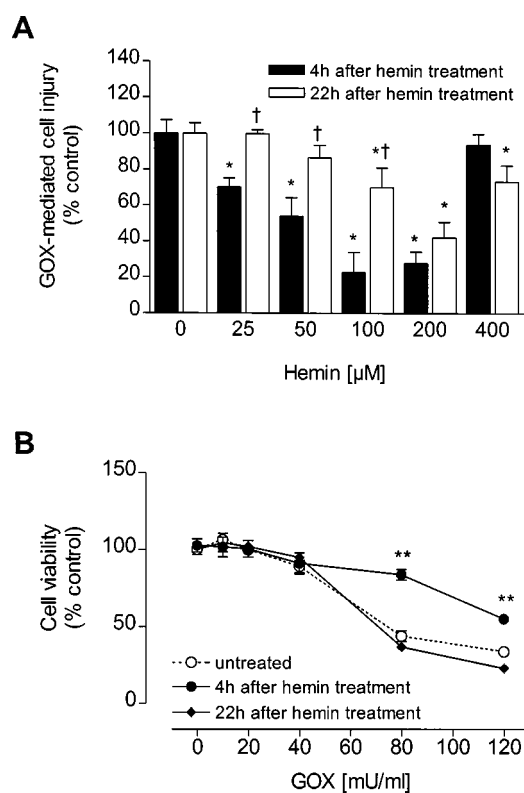 A
4h after hemin treatment
22h after hemin treatment
GOX-mediated cell injury
(% control)
140
120
100
80
60
40
20
0
* † * † * *† * * *
0 25 50 100 200 400
Hemin [µM]
B
Cell viability
(% control)
150
100
50
0
** **
untreated
4h after hemin treatment
22h after hemin treatment
0 20 40 60 80 100 120
GOX [mU/ml]